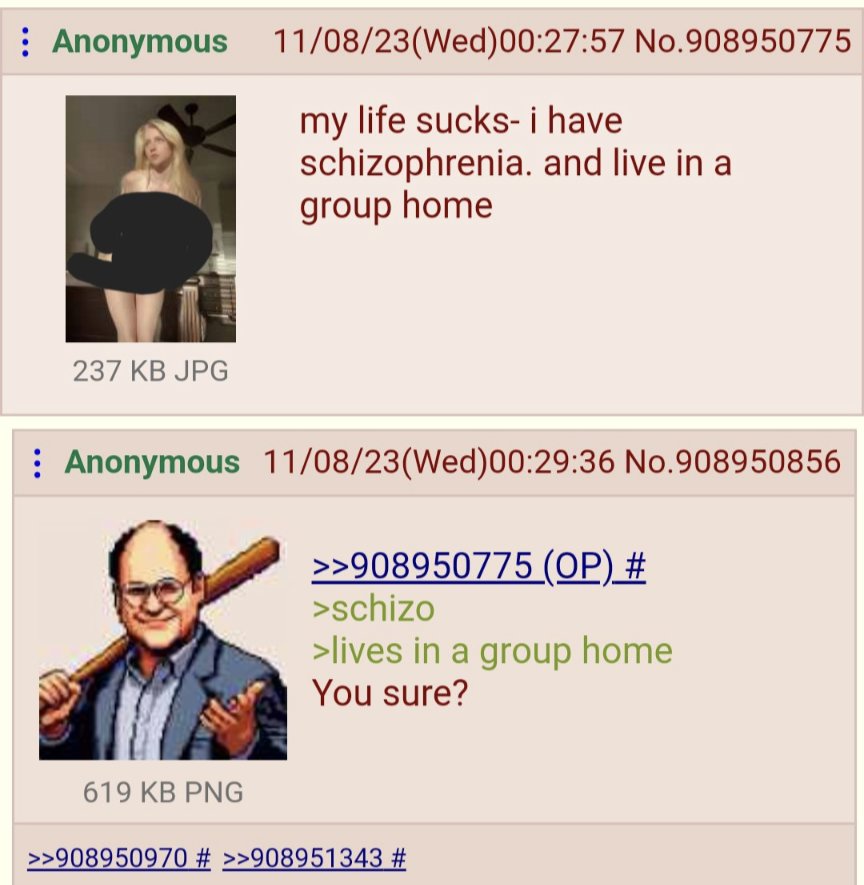 Anonymous 11/08/23(Wed)00:27:57 No.908950775
my life sucks- i have
schizophrenia. and live in a
group home
237 KB JPG
Anonymous 11/08/23(Wed)00:29:36 No.908950856
>>908950775 (OP) #
>schizo
>lives in a group home
You sure?
619 KB PNG
>>908950970 # >>908951343 #